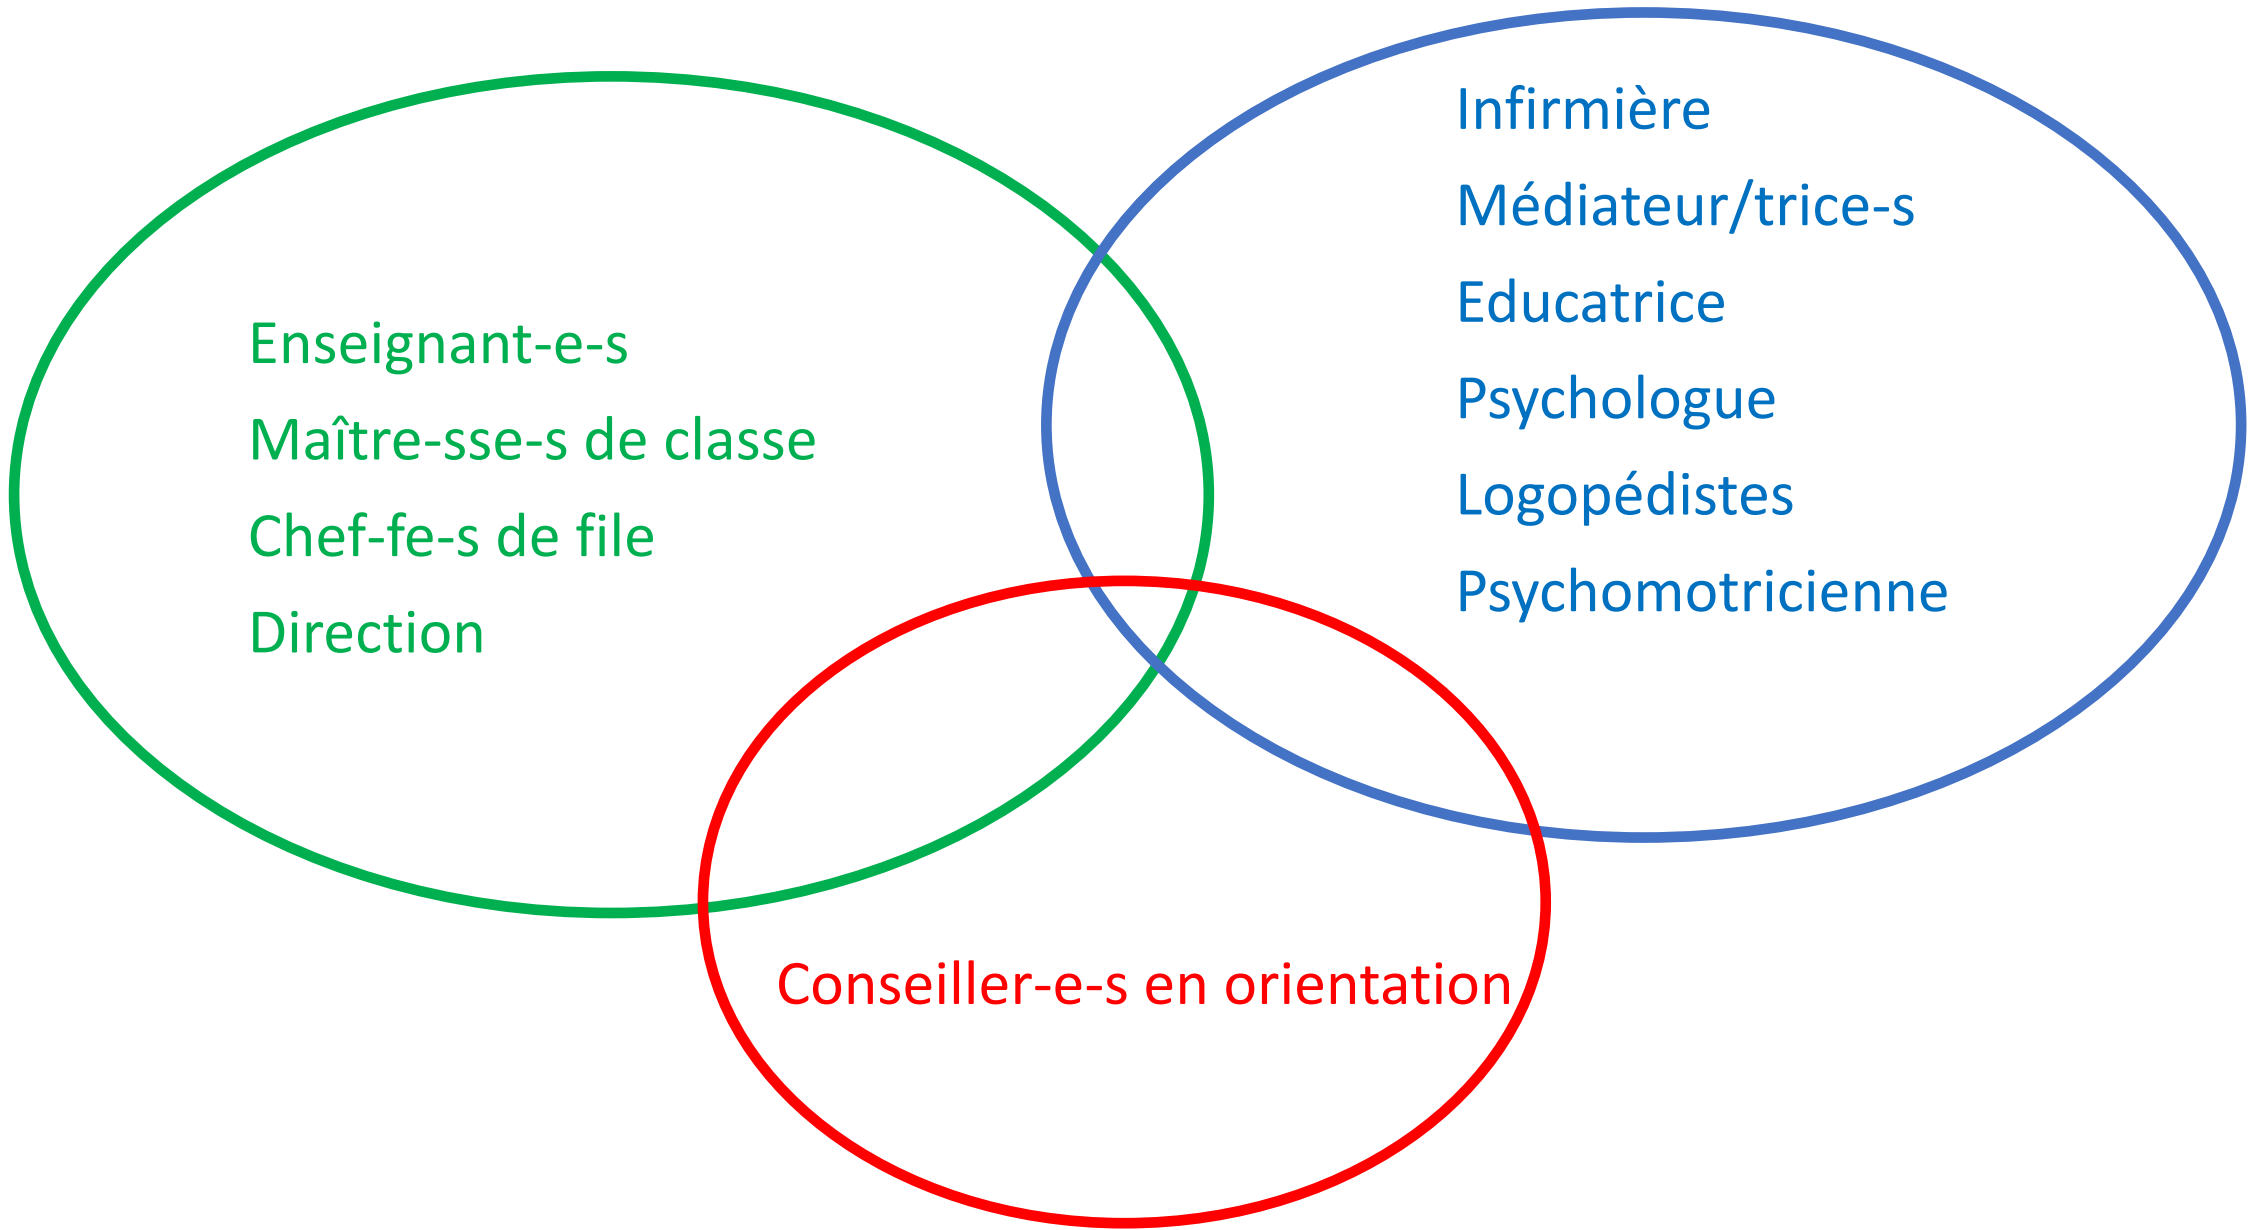 Enseignant-e-s
Maître-sse-s de classe
Chef-fe-s de file
Direction
Infirmière
Médiateur/trice-s
Educatrice
Psychologue
Logopédistes
Psychomotricienne
Conseiller-e-s en orientation